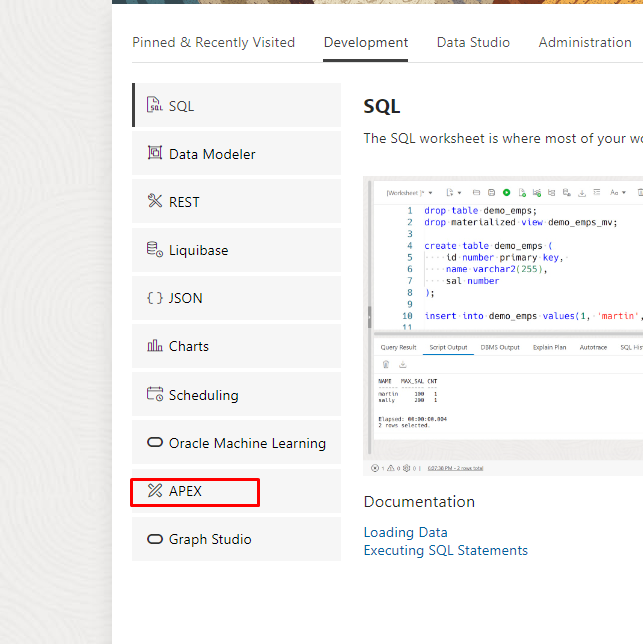 Pinned & Recently Visited Development Data Studio Administration
SQL
Data Modeler
REST
Liquibase
{ } JSON
Charts
Scheduling
Oracle Machine Learning
APEX
Graph Studio
SQL
The SQL worksheet is where most of your
[Worksheet]*
Aa
1 drop table demo_emps;
2 drop materialized view demo_emps_mv;
3
4 create table demo_emps (
5 id number primary key,
6 name varchar2(255),
7 sal number
8 );
9
10 insert into demo_emps values(1, 'martin',
11
Query Result Script Output DBMS Output Explain Plan Autotrace SQL His
NAME MAX_SAL CNT
martin 100 1
sally 200 1
Elapsed: 00:00:00.004
2 rows selected.
Documentation
Loading Data
Executing SQL Statements